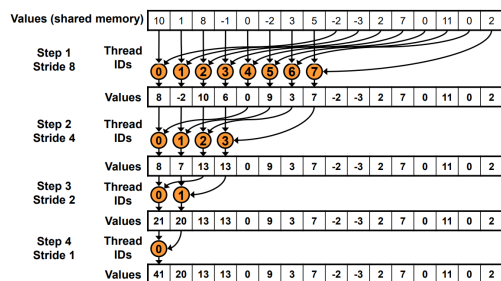 Values (shared memory) 10 1 8 -1 0 -2 3 5 -2 -3 2 7 0 11 0 2
Step 1 Stride 8 Thread IDs 0 1 2 3 4 5 6 7
Values 8 -2 10 6 0 9 3 7 -2 -3 2 7 0 11 0 2
Step 2 Stride 4 Thread IDs 0 1 2 3
Values 8 7 13 13 0 9 3 7 -2 -3 2 7 0 11 0 2
Step 3 Stride 2 Thread IDs 0 1
Values 21 20 13 13 0 9 3 7 -2 -3 2 7 0 11 0 2
Step 4 Stride 1 Thread IDs 0
Values 41 20 13 13 0 9 3 7 -2 -3 2 7 0 11 0 2